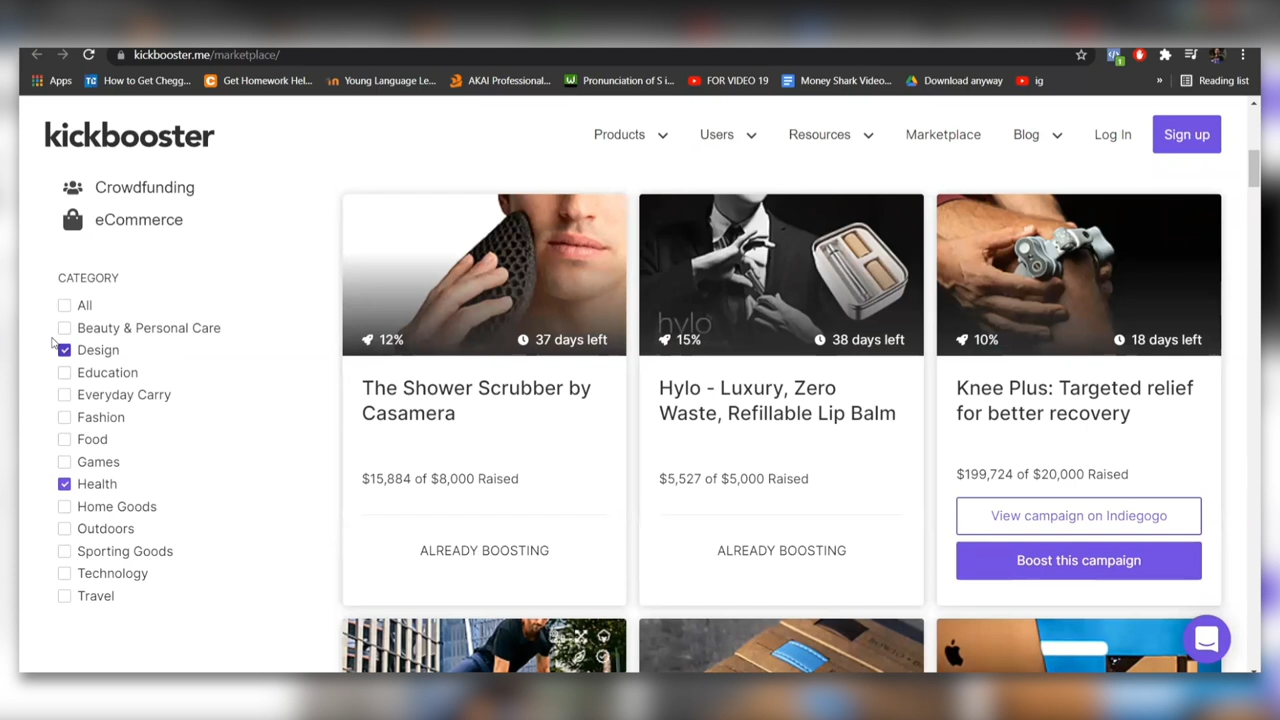 kickbooster.me/marketplace/
Apps
How to Get Chegg...
Get Homework Hel...
Young Language Le...
AKAI Professional...
Pronunciation of S i...
FOR VIDEO 19
Money Shark Video...
Download anyway
ig
»
Reading list
kickbooster
Products
Users
Resources
Marketplace
Blog
Log In
Sign up
Crowdfunding
eCommerce
CATEGORY
All
Beauty & Personal Care
Design
Education
Everyday Carry
Fashion
Food
Games
Health
Home Goods
Outdoors
Sporting Goods
Technology
Travel
12%
37 days left
The Shower Scrubber by
Casamera
$15,884 of $8,000 Raised
ALREADY BOOSTING
hylo
15%
38 days left
Hylo - Luxury, Zero
Waste, Refillable Lip Balm
$5,527 of $5,000 Raised
ALREADY BOOSTING
10%
18 days left
Knee Plus: Targeted relief
for better recovery
$199,724 of $20,000 Raised
View campaign on Indiegogo
Boost this campaign